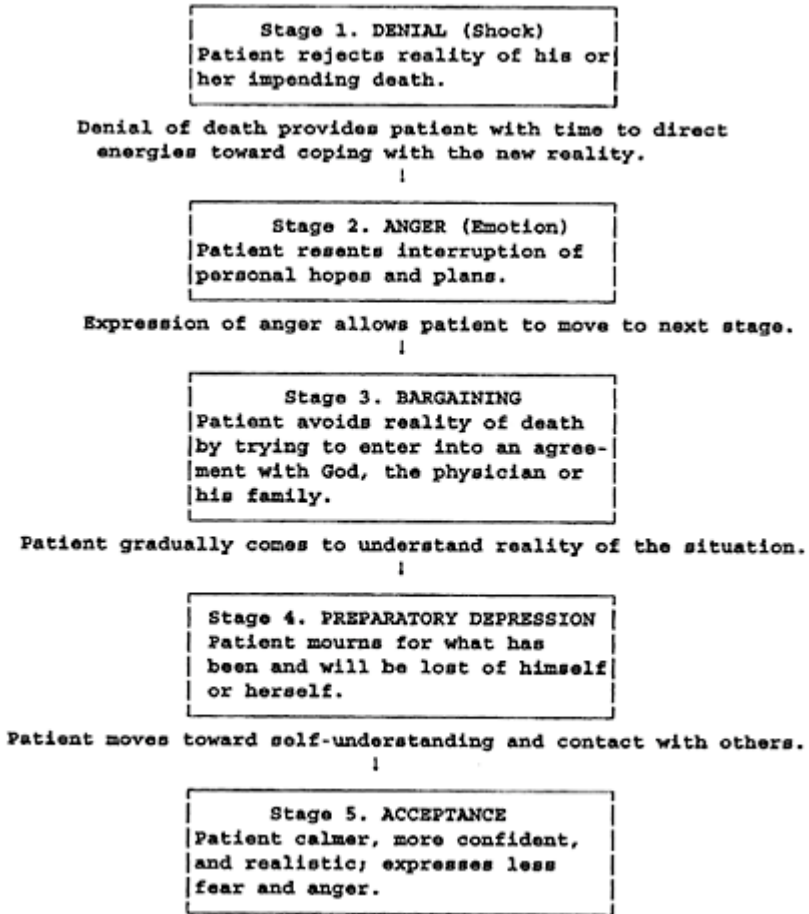 Stage 1. DENIAL (Shock)
Patient rejects reality of his or
her impending death.
Denial of death provides patient with time to direct
energies toward coping with the new reality.
Stage 2. ANGER (Emotion)
Patient resents interruption of
personal hopes and plans.
Expression of anger allows patient to move to next stage.
Stage 3. BARGAINING
Patient avoids reality of death
by trying to enter into an agree-
ment with God, the physician or
his family.
Patient gradually comes to understand reality of the situation.
Stage 4. PREPARATORY DEPRESSION
Patient mourns for what has
been and will be lost of himself
or herself.
Patient moves toward self-understanding and contact with others.
Stage 5. ACCEPTANCE
Patient calmer, more confident,
and realistic; expresses less
fear and anger.